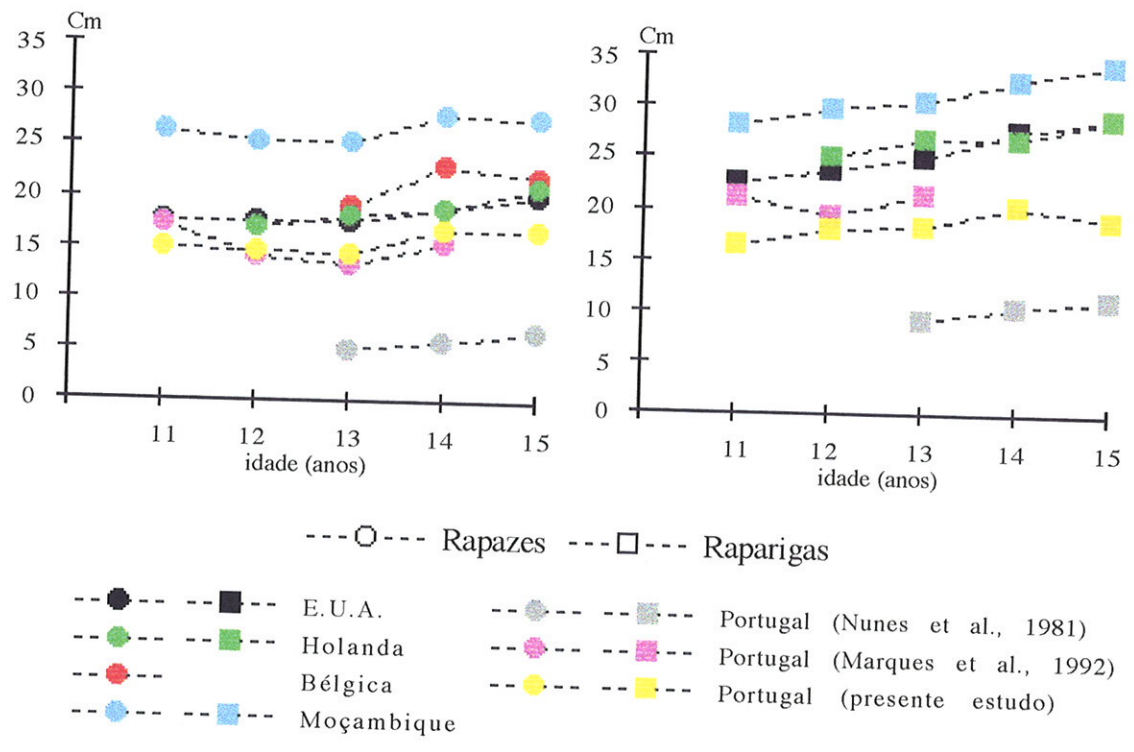 Cm
35
30
25
20
15
10
5
0
11 12 13 14 15
idade (anos)
Cm
35
30
25
20
15
10
5
0
11 12 13 14 15
idade (anos)
Rapazes Raparigas
E.U.A.
Holanda
Bélgica
Moçambique
Portugal (Nunes et al., 1981)
Portugal (Marques et al., 1992)
Portugal (presente estudo)